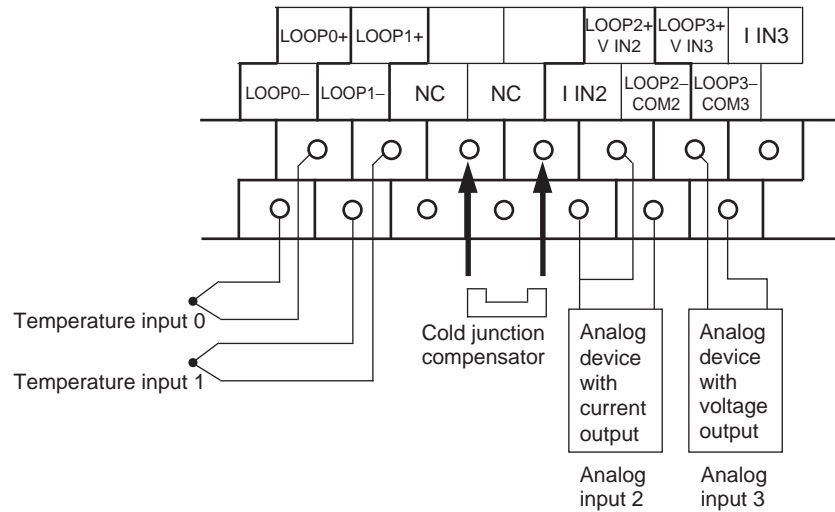 LOOP0+ LOOP1+ LOOP2+ LOOP3+ I IN3
V IN2 V IN3
LOOP0– LOOP1– NC NC I IN2 LOOP2– LOOP3–
COM2 COM3
Temperature input 0
Temperature input 1
Cold junction
compensator
Analog
device
with
current
output
Analog
input 2
Analog
device
with
voltage
output
Analog
input 3